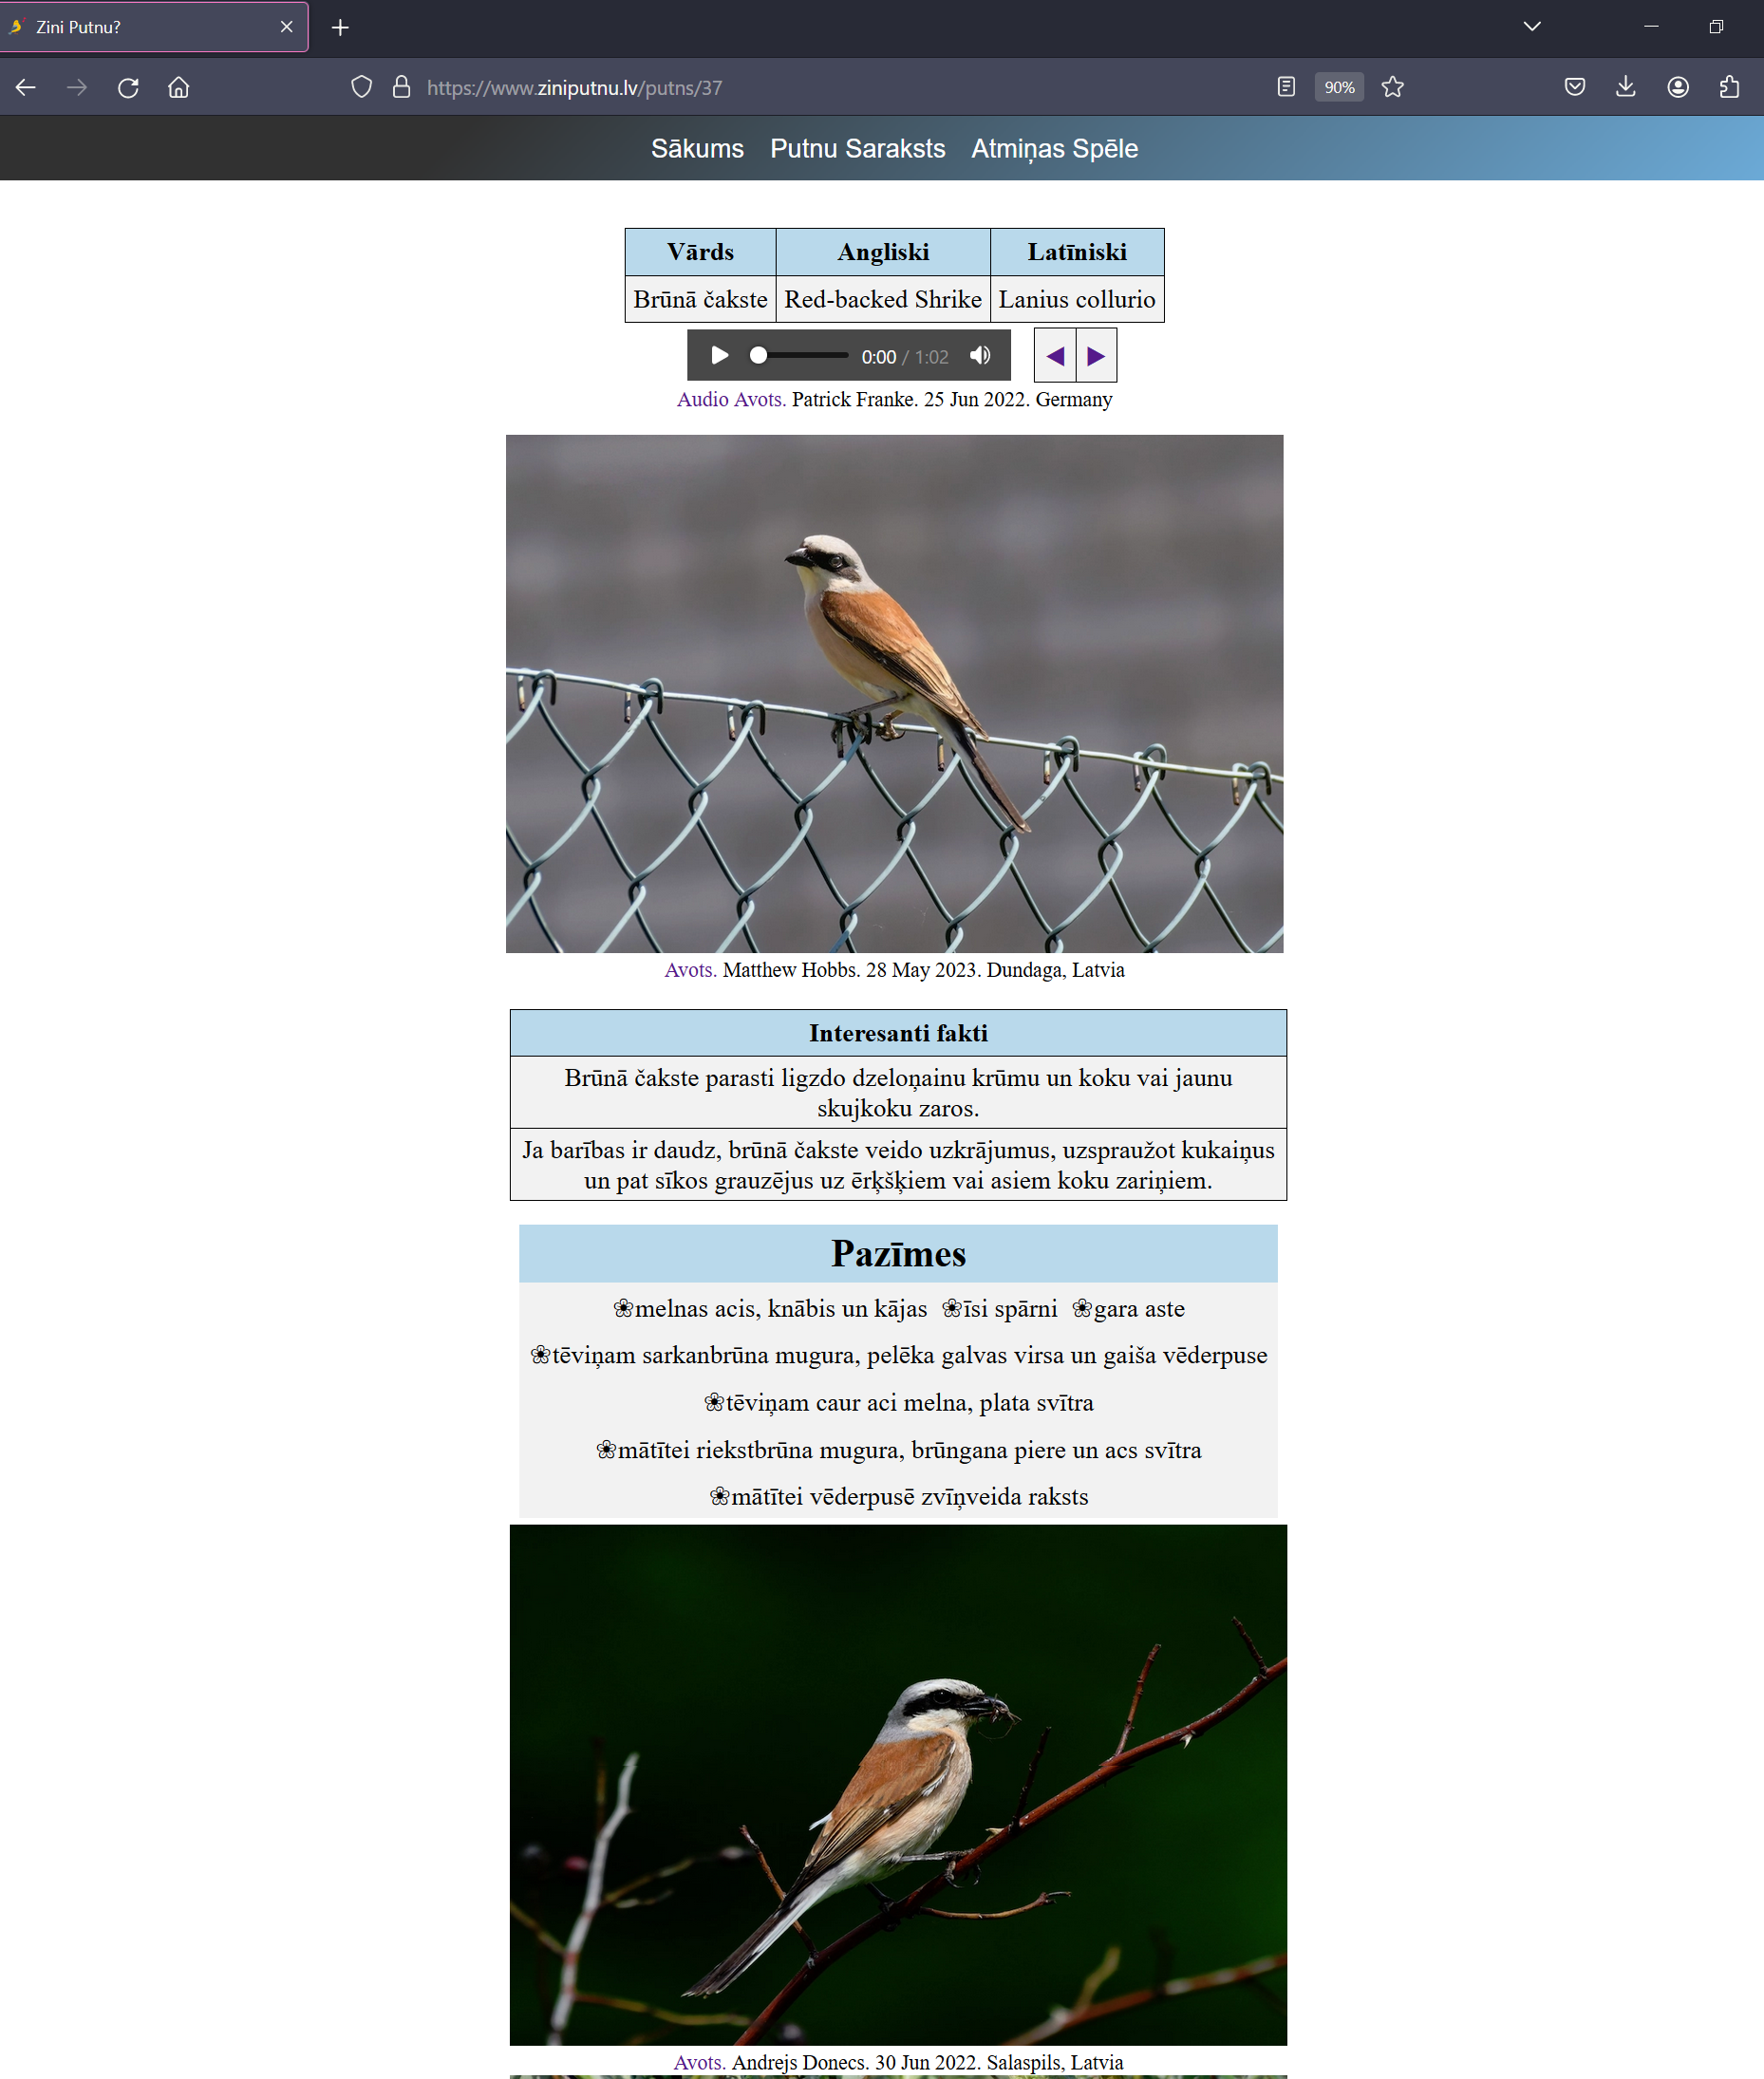 Zini Putnu?
https://www.ziniputnu.lv/putns/37
90%
Sākums Putnu Saraksts Atmiņas Spēle
Vārds Angliski Latīniski
Brūnā čakste Red-backed Shrike Lanius collurio
0:00 / 1:02
Audio Avots. Patrick Franke. 25 Jun 2022. Germany
Avots. Matthew Hobbs. 28 May 2023. Dundaga, Latvia
Interesanti fakti
Brūnā čakste parasti ligzdo dzeloņainu krūmu un koku vai jaunu
skujkoku zaros.
Ja barības ir daudz, brūnā čakste veido uzkrājumus, uzspraužot kukaiņus
un pat sīkos grauzējus uz ērķšķiem vai asiem koku zariņiem.
Pazīmes
❀melnas acis, knābis un kājas ❀īsi spārni ❀gara aste
❀tēviņam sarkanbrūna mugura, pelēka galvas virsa un gaiša vēderpuse
❀tēviņam caur aci melna, plata svītra
❀mātītei riekstbrūna mugura, brūngana piere un acs svītra
❀mātītei vēderpusē zvīņveida raksts
Avots. Andrejs Donecs. 30 Jun 2022. Salaspils, Latvia